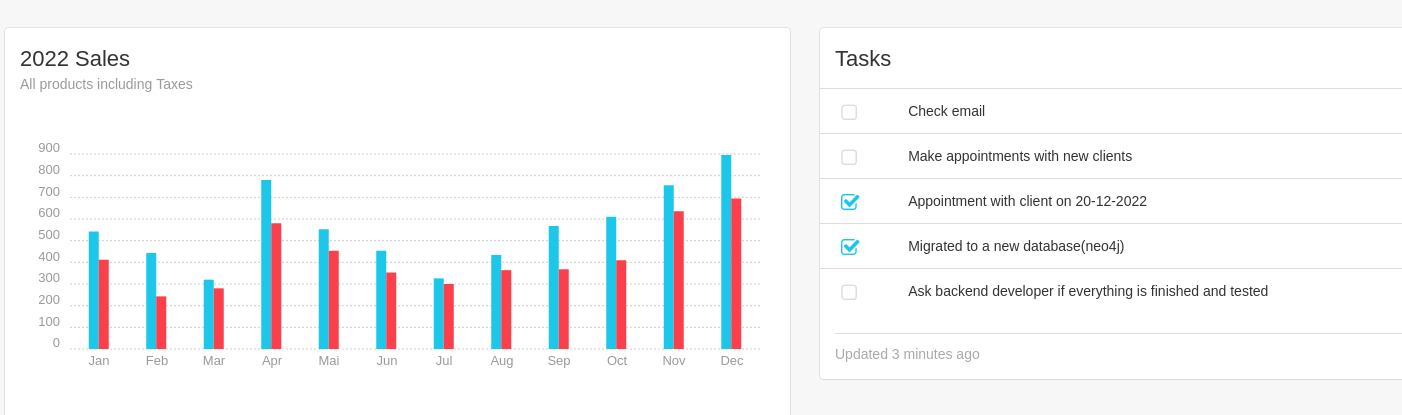 2022 Sales
All products including Taxes
900
800
700
600
500
400
300
200
100
0
Jan Feb Mar Apr Mai Jun Jul Aug Sep Oct Nov Dec
Tasks
Check email
Make appointments with new clients
Appointment with client on 20-12-2022
Migrated to a new database(neo4j)
Ask backend developer if everything is finished and tested
Updated 3 minutes ago